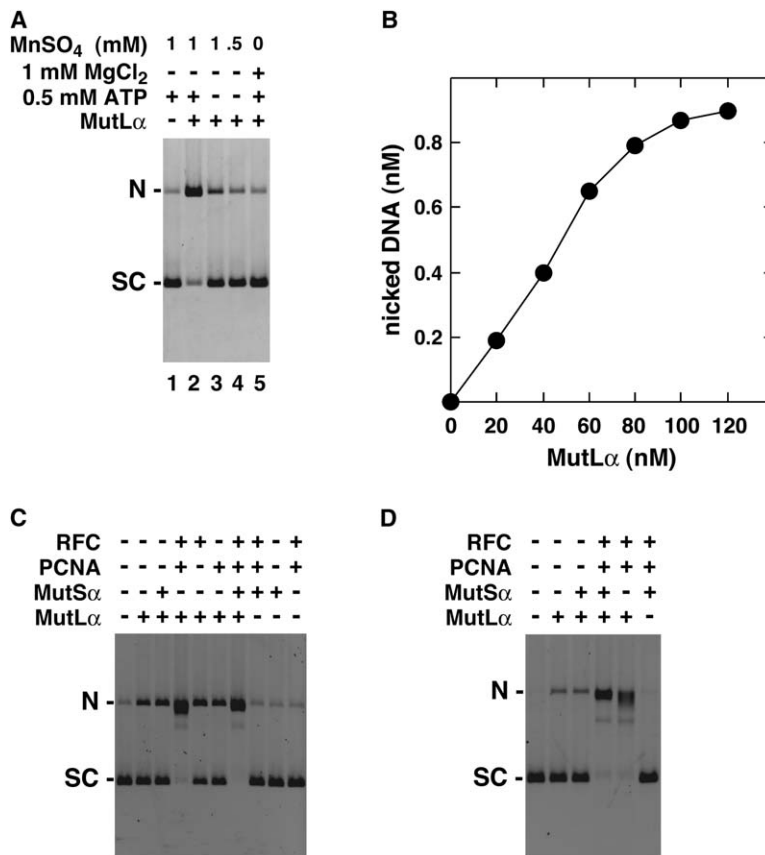 A
MnSO4 (mM) 1 1 1 .5 0
1 mM MgCl2 - - - - +
0.5 mM ATP + + - - +
MutLα - + + + +
N -
SC -
1 2 3 4 5
B
nicked DNA (nM)
0.8
0.6
0.4
0.2
0 20 40 60 80 100 120
MutLα (nM)
C
RFC - - - + + - + + - +
PCNA - - - + - + + + - +
MutSα - - + - - - + + + -
MutLα - + + + + + + - - -
N -
SC -
D
RFC - - - + + +
PCNA - - - + + +
MutSα - - + + - +
MutLα - + + + + -
N -
SC -